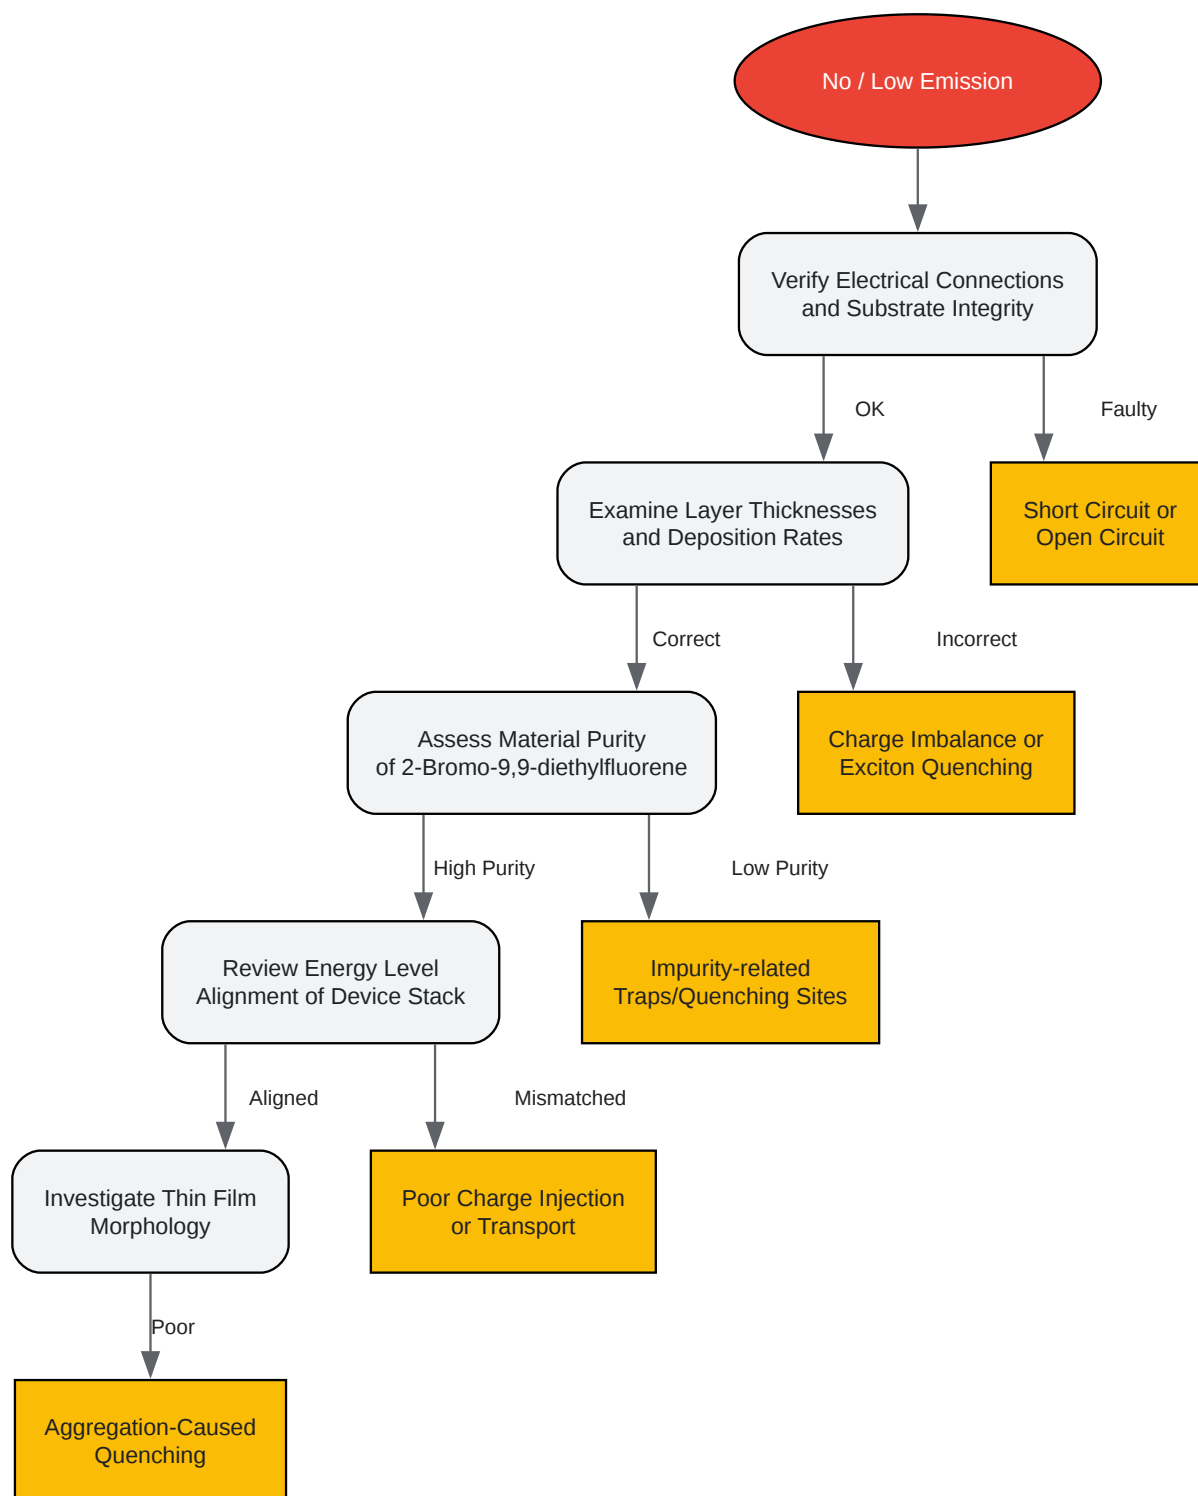 No / Low Emission
Verify Electrical Connections
and Substrate Integrity
OK
Faulty
Examine Layer Thicknesses
and Deposition Rates
Short Circuit or
Open Circuit
Correct
Incorrect
Assess Material Purity
of 2-Bromo-9,9-diethylfluorene
Charge Imbalance or
Exciton Quenching
High Purity
Low Purity
Review Energy Level
Alignment of Device Stack
Impurity-related
Traps/Quenching Sites
Aligned
Mismatched
Investigate Thin Film
Morphology
Poor Charge Injection
or Transport
Poor
Aggregation-Caused
Quenching